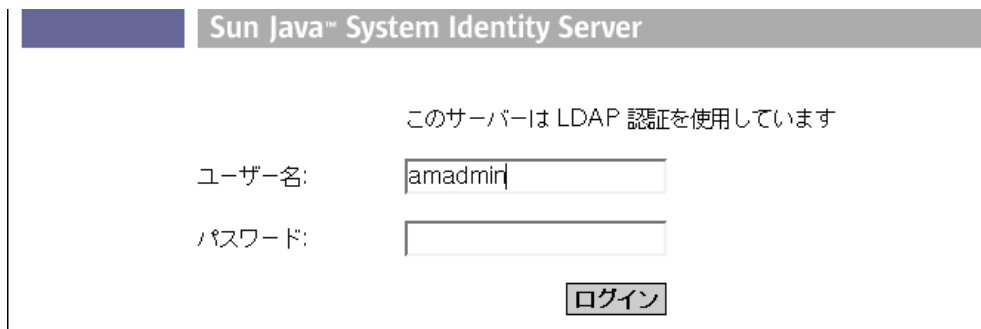 Sun Java™ System Identity Server
このサーバーは LDAP 認証を使用しています
ユーザー名: amadmin
パスワード:
ログイン